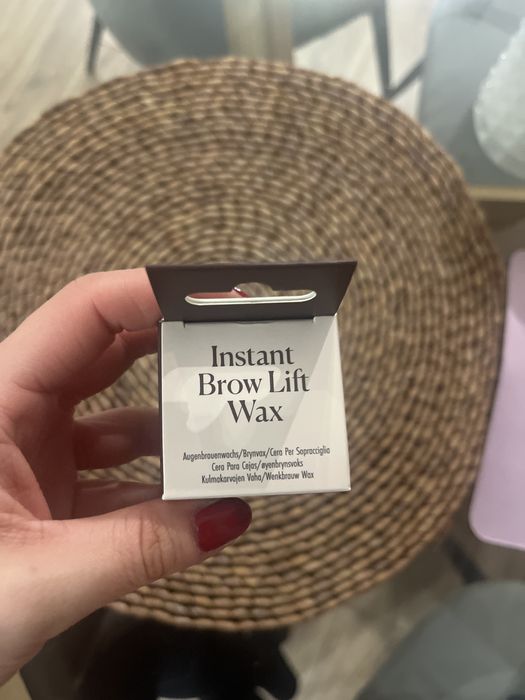 Instant
Brow Lift
Wax
Augenbrauenwachs/Brynvax/Cera Per Sopracciglia
Cera Para Cejas/øyenbrynsvoks
Kulmakarvojen Vaha/Wenkbrauw Wax